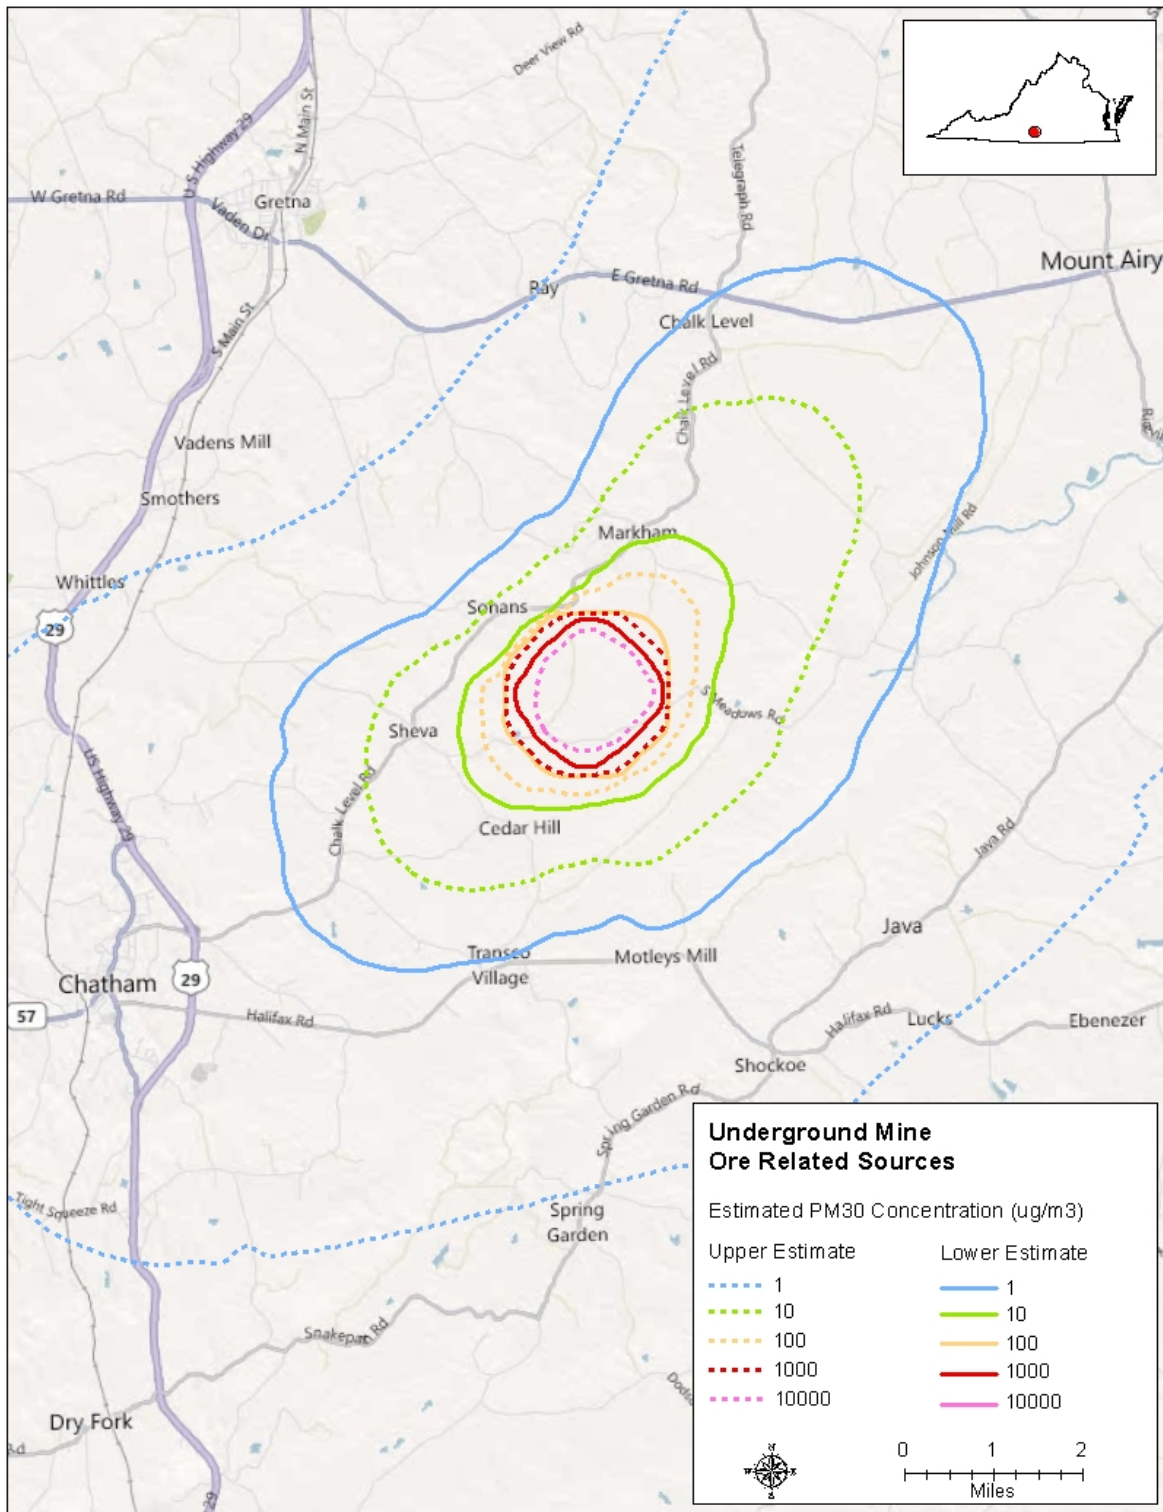 Deer View Rd
N Main St
U S Highway 29
W Gretna Rd
Gretna
Vaden Dr
Telegraph Rd
Mount Airy
Ray
E Gretna Rd
Chalk Level
S Main St
Chalk Level Rd
Vadens Mill
Smothers
Markham
Johnson Mill Rd
Whittles
Sonans
29
S Meadows Rd
Sheva
US Highway 29
Chalk Level Rd
Cedar Hill
Java Rd
Java
Transco
Village
Motleys Mill
Chatham
29
57
Halifax Rd
Halifax Rd
Lucks
Ebenezer
Shockoe
Spring Garden Rd
Tight Squeeze Rd
Spring
Garden
Snakepath Rd
Dry Fork
Rd
29
Underground Mine
Ore Related Sources
Estimated PM30 Concentration (ug/m3)
Upper Estimate Lower Estimate
1 1
10 10
100 100
1000 1000
10000 10000
N
W E
S
0 1 2
Miles